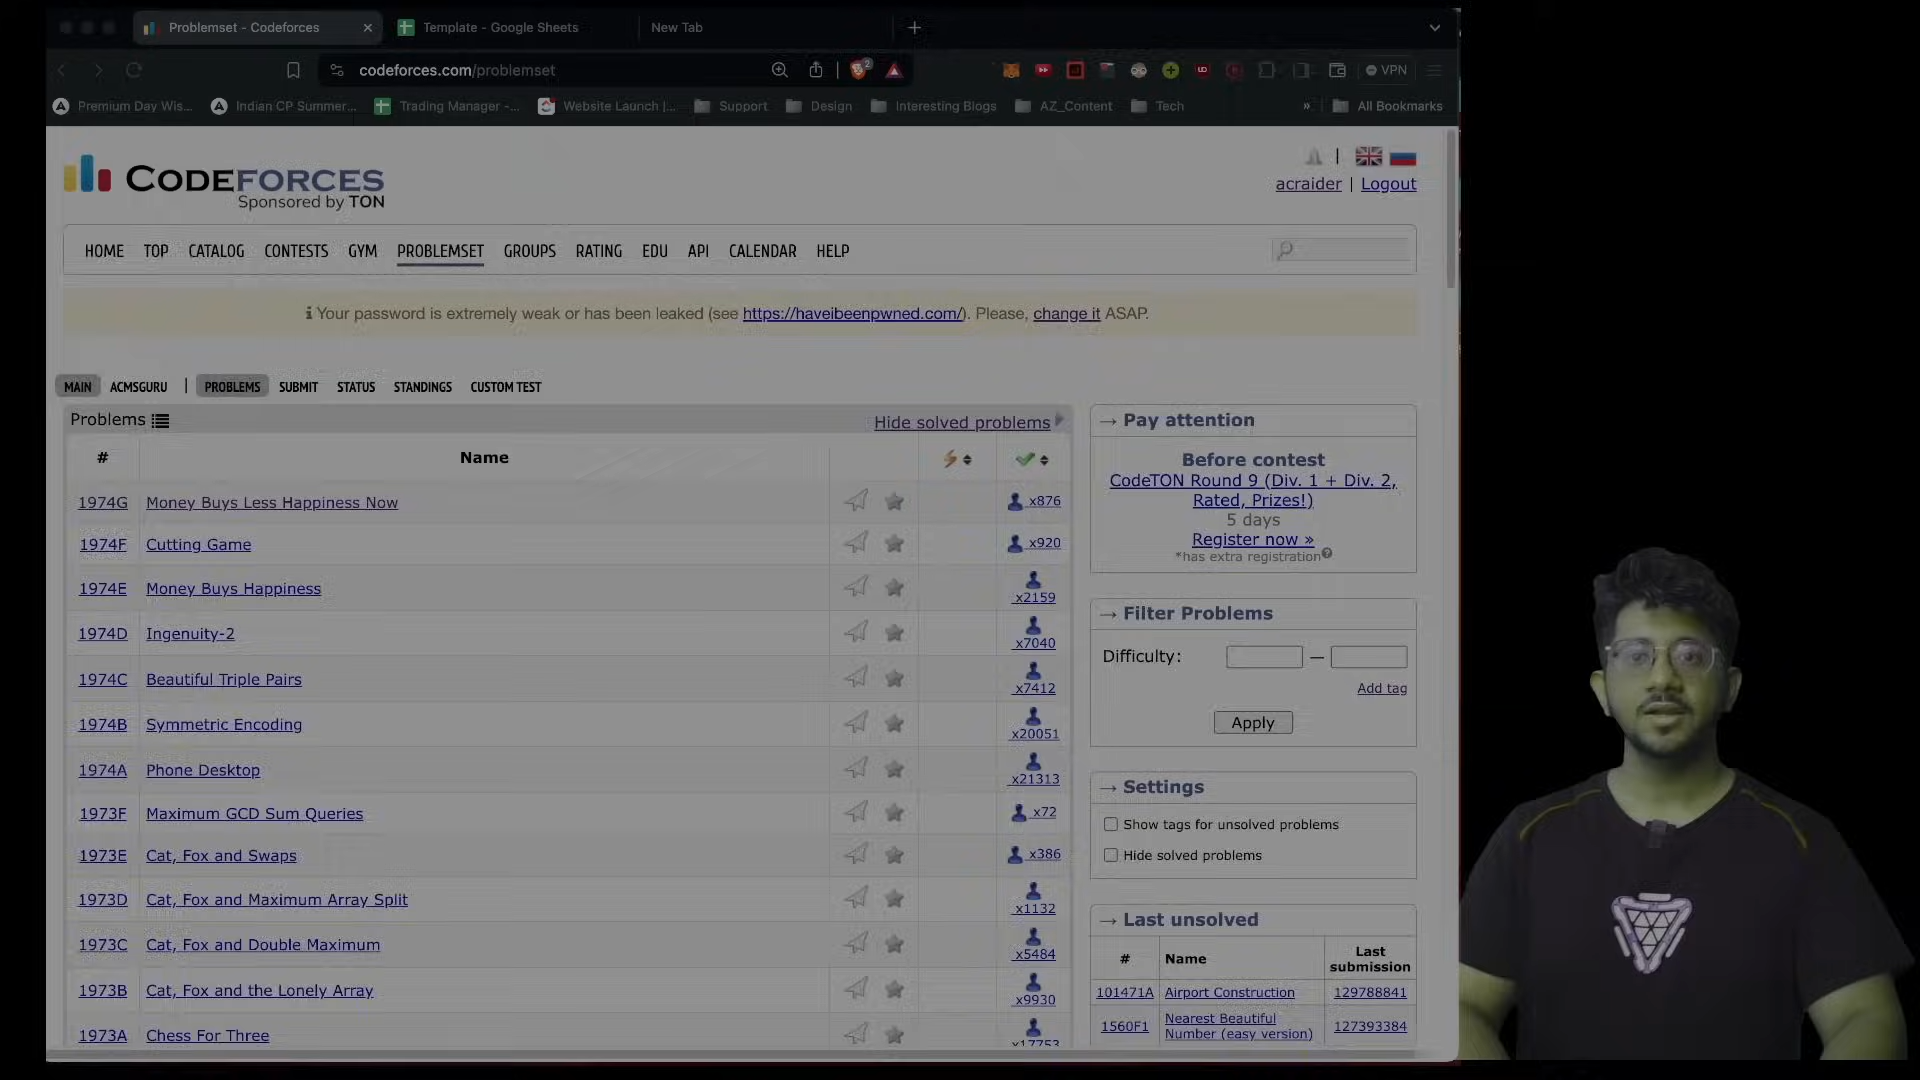 Problemset - Codeforces
Template - Google Sheets
New Tab
codeforces.com/problemset
2
VPN
Premium Day Wis...
Indian CP Summer...
Trading Manager -...
Website Launch |...
Support
Design
Interesting Blogs
AZ_Content
Tech
»
All Bookmarks
CODEFORCES
Sponsored by TON
acraider | Logout
HOME TOP CATALOG CONTESTS GYM PROBLEMSET GROUPS RATING EDU API CALENDAR HELP
Your password is extremely weak or has been leaked (see https://haveibeenpwned.com/). Please, change it ASAP.
MAIN ACMSGURU | PROBLEMS SUBMIT STATUS STANDINGS CUSTOM TEST
Problems
Hide solved problems
# Name
1974G Money Buys Less Happiness Now x876
1974F Cutting Game x920
1974E Money Buys Happiness x2159
1974D Ingenuity-2 x7040
1974C Beautiful Triple Pairs x7412
1974B Symmetric Encoding x20051
1974A Phone Desktop x21313
1973F Maximum GCD Sum Queries x72
1973E Cat, Fox and Swaps x386
1973D Cat, Fox and Maximum Array Split x1132
1973C Cat, Fox and Double Maximum x5484
1973B Cat, Fox and the Lonely Array x9930
1973A Chess For Three x17753
→ Pay attention
Before contest
CodeTON Round 9 (Div. 1 + Div. 2,
Rated, Prizes!)
5 days
Register now »
*has extra registration
→ Filter Problems
Difficulty: —
Add tag
Apply
→ Settings
Show tags for unsolved problems
Hide solved problems
→ Last unsolved
# Name Last
submission
101471A Airport Construction 129788841
1560F1 Nearest Beautiful
Number (easy version) 127393384